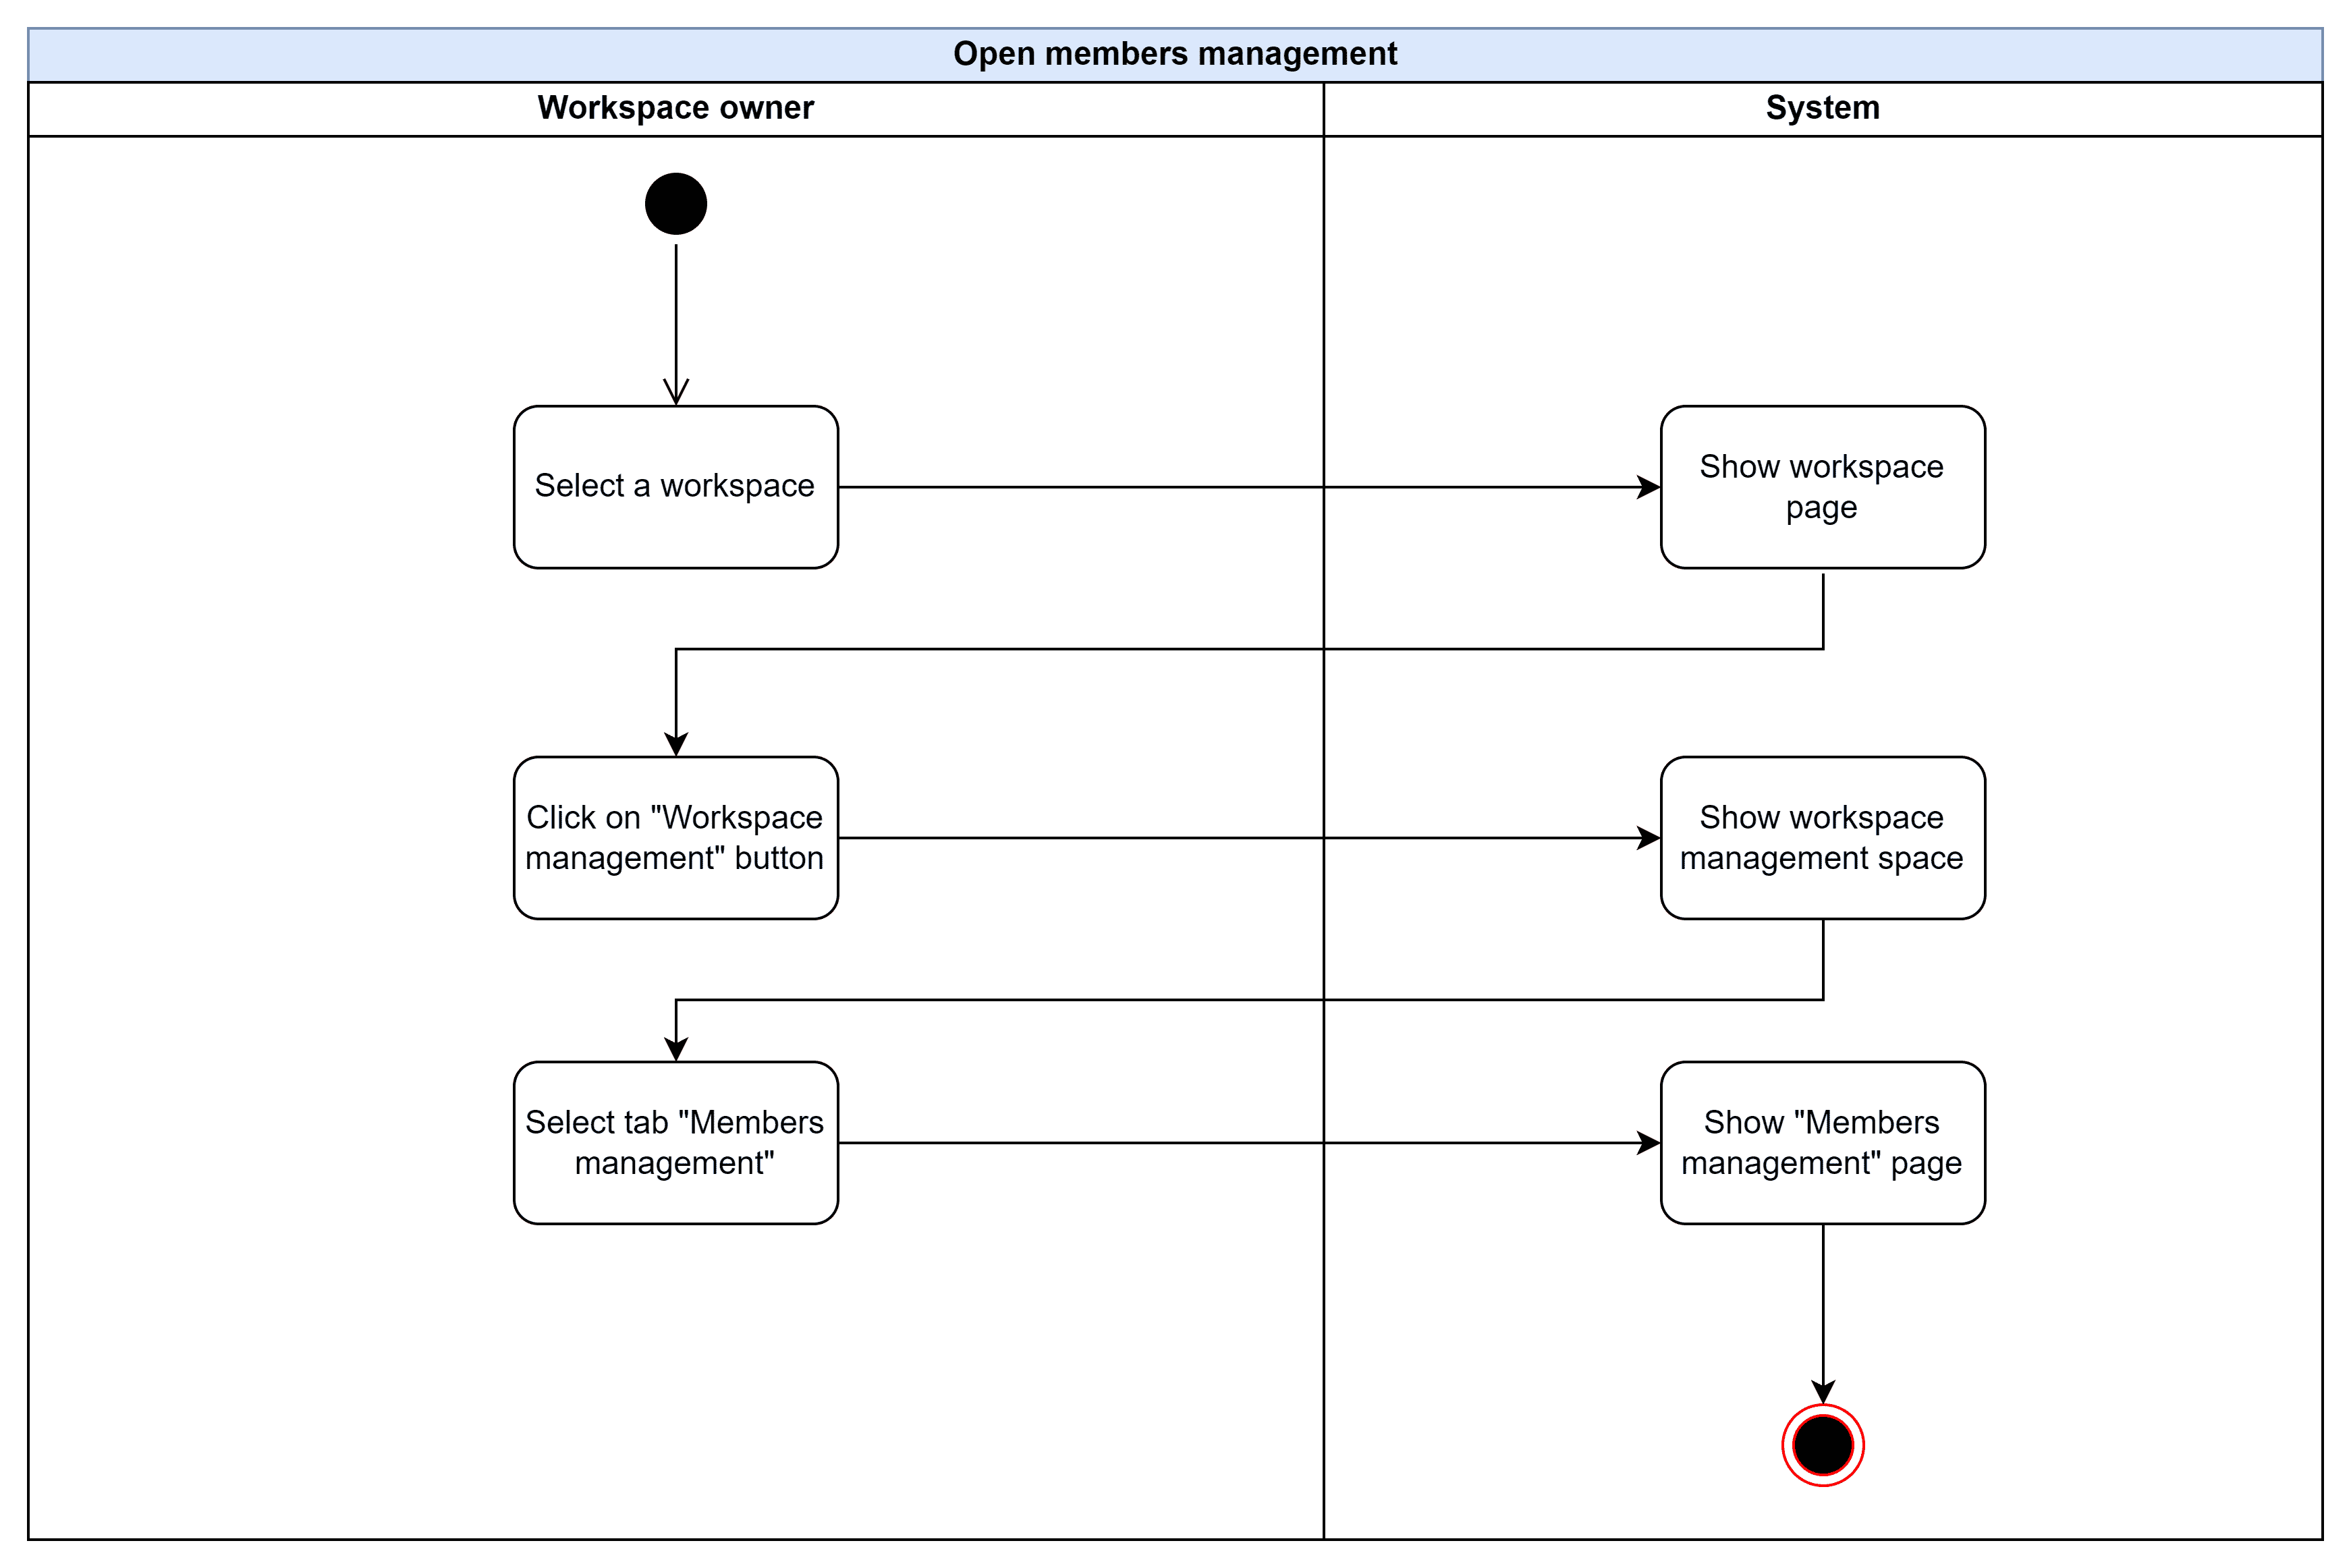 Open members management
Workspace owner
System
Select a workspace
Show workspace
page
Click on "Workspace
management" button
Show workspace
management space
Select tab "Members
management"
Show "Members
management" page